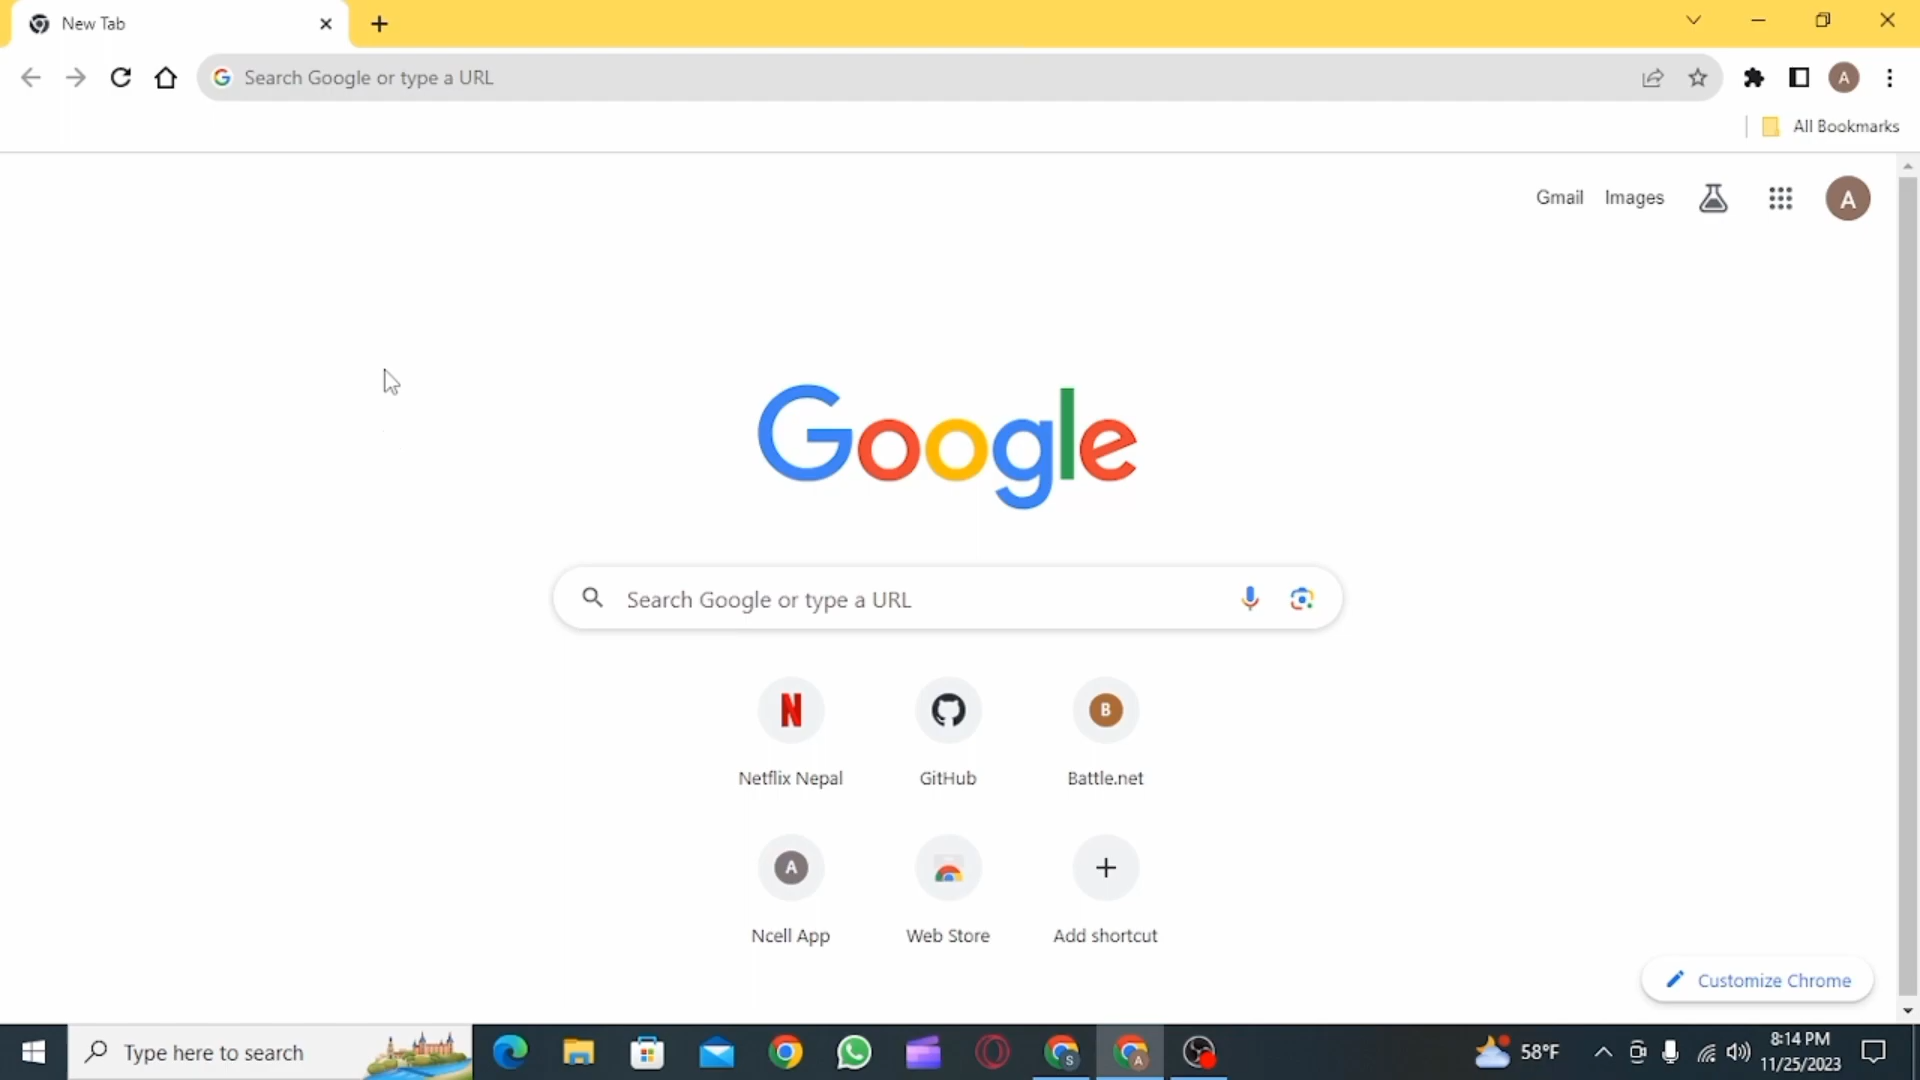 New Tab
Search Google or type a URL
A
All Bookmarks
Gmail Images
A
Google
Search Google or type a URL
N
B
Netflix Nepal
GitHub
Battle.net
A
Ncell App
Web Store
Add shortcut
Customize Chrome
Type here to search
S
A
58°F
8:14 PM
11/25/2023